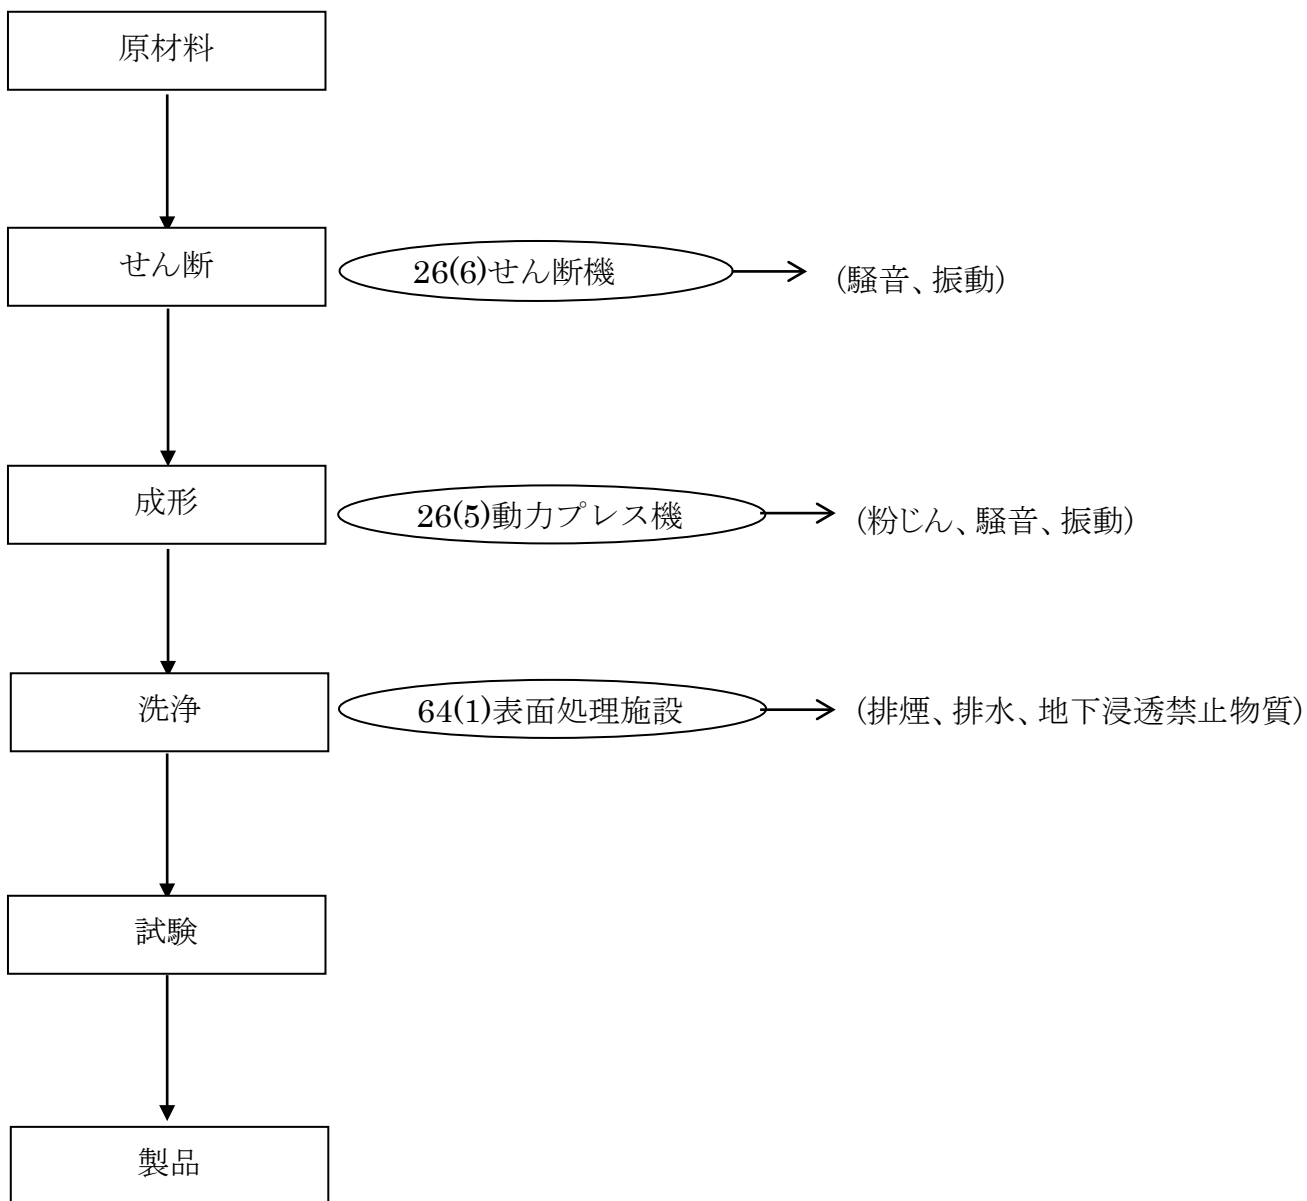 原材料
せん断
26(6)せん断機
(騒音、振動)
成形
26(5)動力プレス機
(粉じん、騒音、振動)
洗浄
64(1)表面処理施設
(排煙、排水、地下浸透禁止物質)
試験
製品